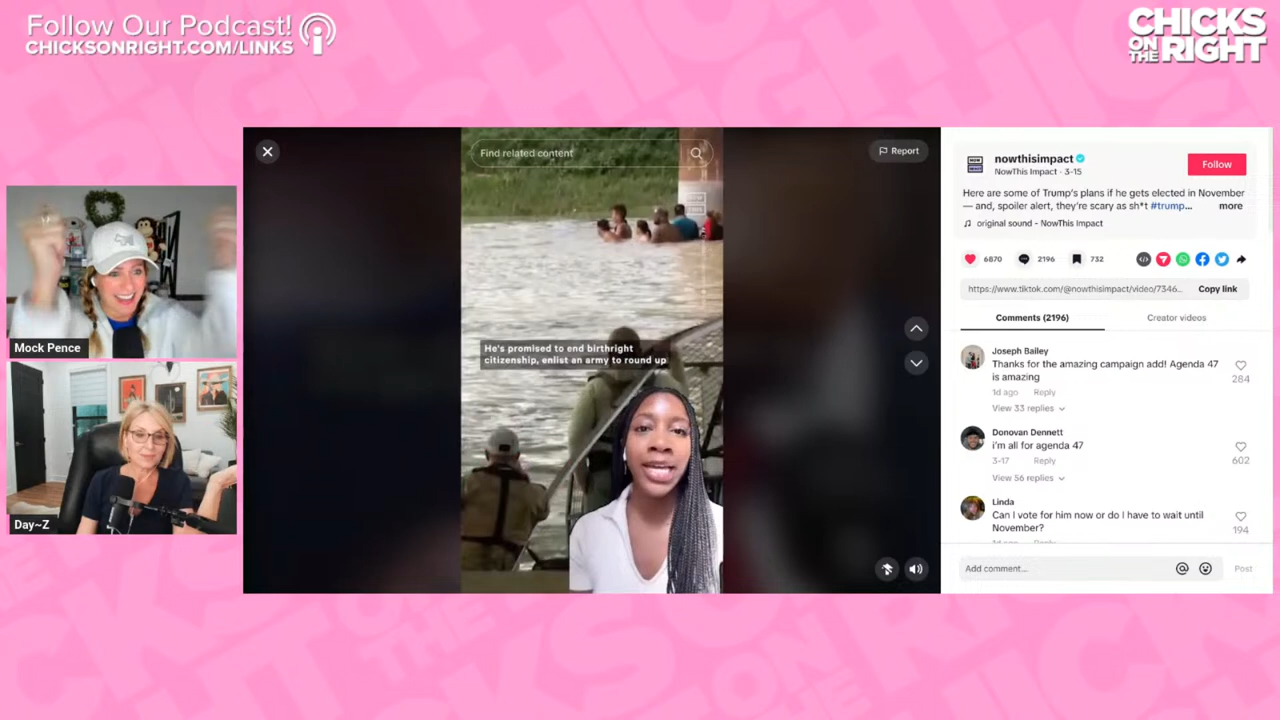 Follow Our Podcast!
CHICKSONRIGHT.COM/LINKS
CHICKS
ON THE RIGHT
Mock Pence
Day~Z
Find related content
Report
He's promised to end birthright
citizenship, enlist an army to round up
nowthisimpact
NowThis Impact · 3-15
Follow
Here are some of Trump's plans if he gets elected in November
— and, spoiler alert, they're scary as sh*t #trump... more
original sound - NowThis Impact
6870
2196
732
https://www.tiktok.com/@nowthisimpact/video/7346...
Copy link
Comments (2196)
Creator videos
Joseph Bailey
Thanks for the amazing campaign add! Agenda 47
is amazing
284
1d ago Reply
View 33 replies
Donovan Dennett
i'm all for agenda 47
602
3-17 Reply
View 56 replies
Linda
Can I vote for him now or do I have to wait until
November?
194
Add comment...
Post